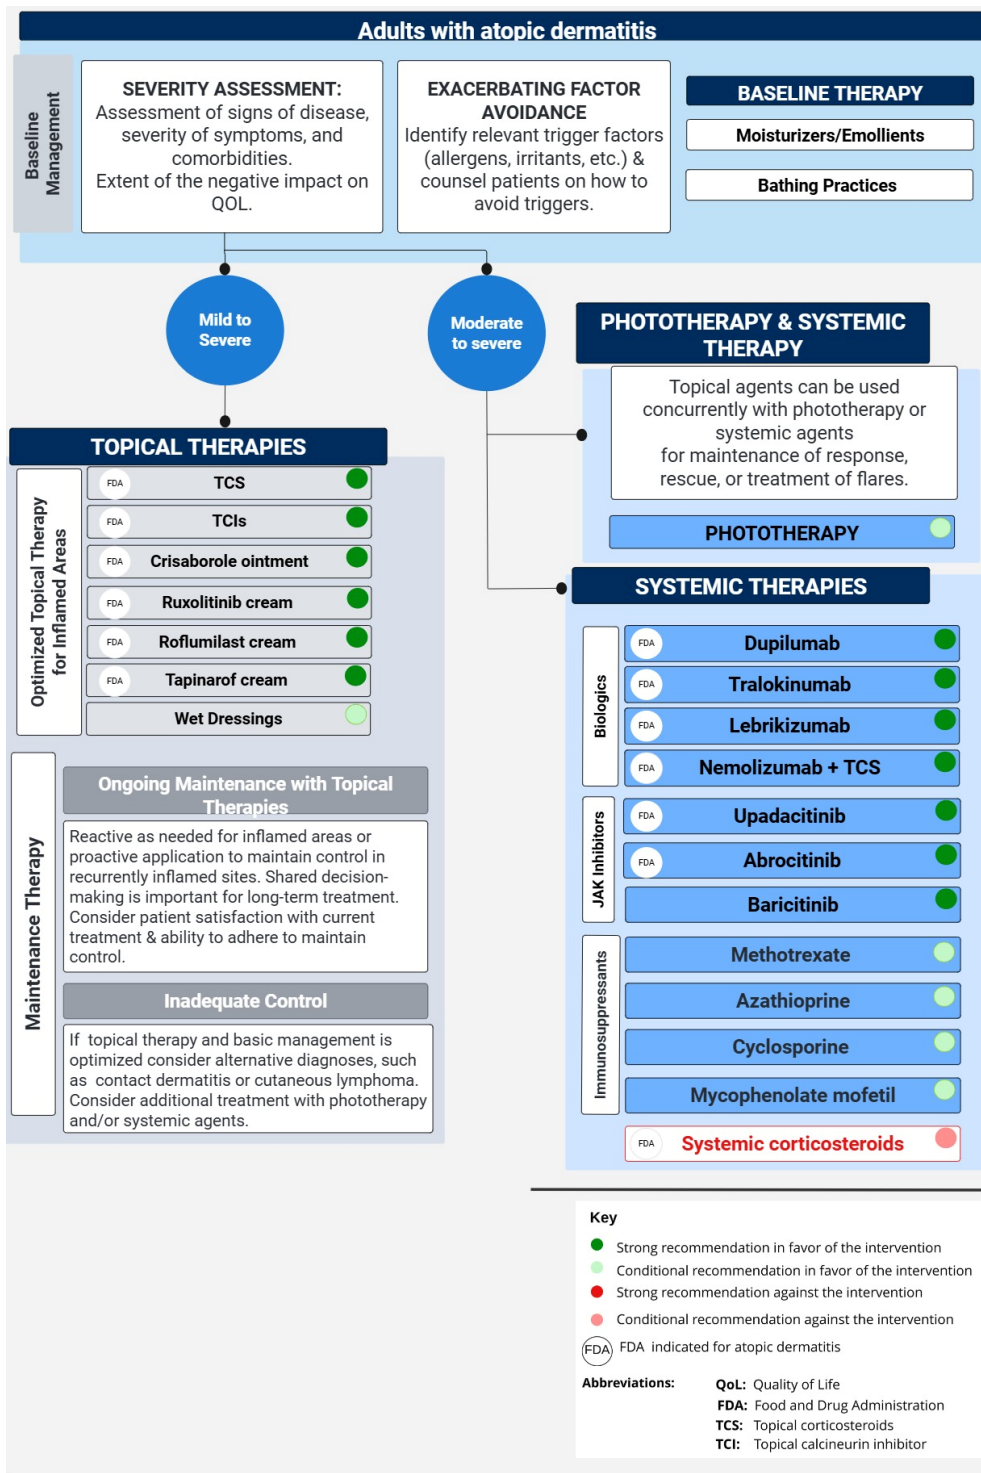 Adults with atopic dermatitis
Baseline
Management
SEVERITY ASSESSMENT:
Assessment of signs of disease,
severity of symptoms, and
comorbidities.
Extent of the negative impact on
QOL.
EXACERBATING FACTOR
AVOIDANCE
Identify relevant trigger factors
(allergens, irritants, etc.) &
counsel patients on how to
avoid triggers.
BASELINE THERAPY
Moisturizers/Emollients
Bathing Practices
Mild to
Severe
Moderate
to severe
TOPICAL THERAPIES
Optimized Topical Therapy
for Inflamed Areas
FDA TCS
FDA TCIs
FDA Crisaborole ointment
FDA Ruxolitinib cream
FDA Roflumilast cream
FDA Tapinarof cream
Wet Dressings
Maintenance Therapy
Ongoing Maintenance with Topical
Therapies
Reactive as needed for inflamed areas or
proactive application to maintain control in
recurrently inflamed sites. Shared decision-
making is important for long-term treatment.
Consider patient satisfaction with current
treatment & ability to adhere to maintain
control.
Inadequate Control
If topical therapy and basic management is
optimized consider alternative diagnoses, such
as contact dermatitis or cutaneous lymphoma.
Consider additional treatment with phototherapy
and/or systemic agents.
PHOTOTHERAPY & SYSTEMIC
THERAPY
Topical agents can be used
concurrently with phototherapy or
systemic agents
for maintenance of response,
rescue, or treatment of flares.
PHOTOTHERAPY
SYSTEMIC THERAPIES
Biologics
FDA Dupilumab
FDA Tralokinumab
FDA Lebrikizumab
FDA Nemolizumab + TCS
JAK Inhibitors
FDA Upadacitinib
FDA Abrocitinib
Baricitinib
Immunosuppressants
Methotrexate
Azathioprine
Cyclosporine
Mycophenolate mofetil
FDA Systemic corticosteroids
Key
Strong recommendation in favor of the intervention
Conditional recommendation in favor of the intervention
Strong recommendation against the intervention
Conditional recommendation against the intervention
FDA FDA indicated for atopic dermatitis
Abbreviations:
QoL: Quality of Life
FDA: Food and Drug Administration
TCS: Topical corticosteroids
TCI: Topical calcineurin inhibitor